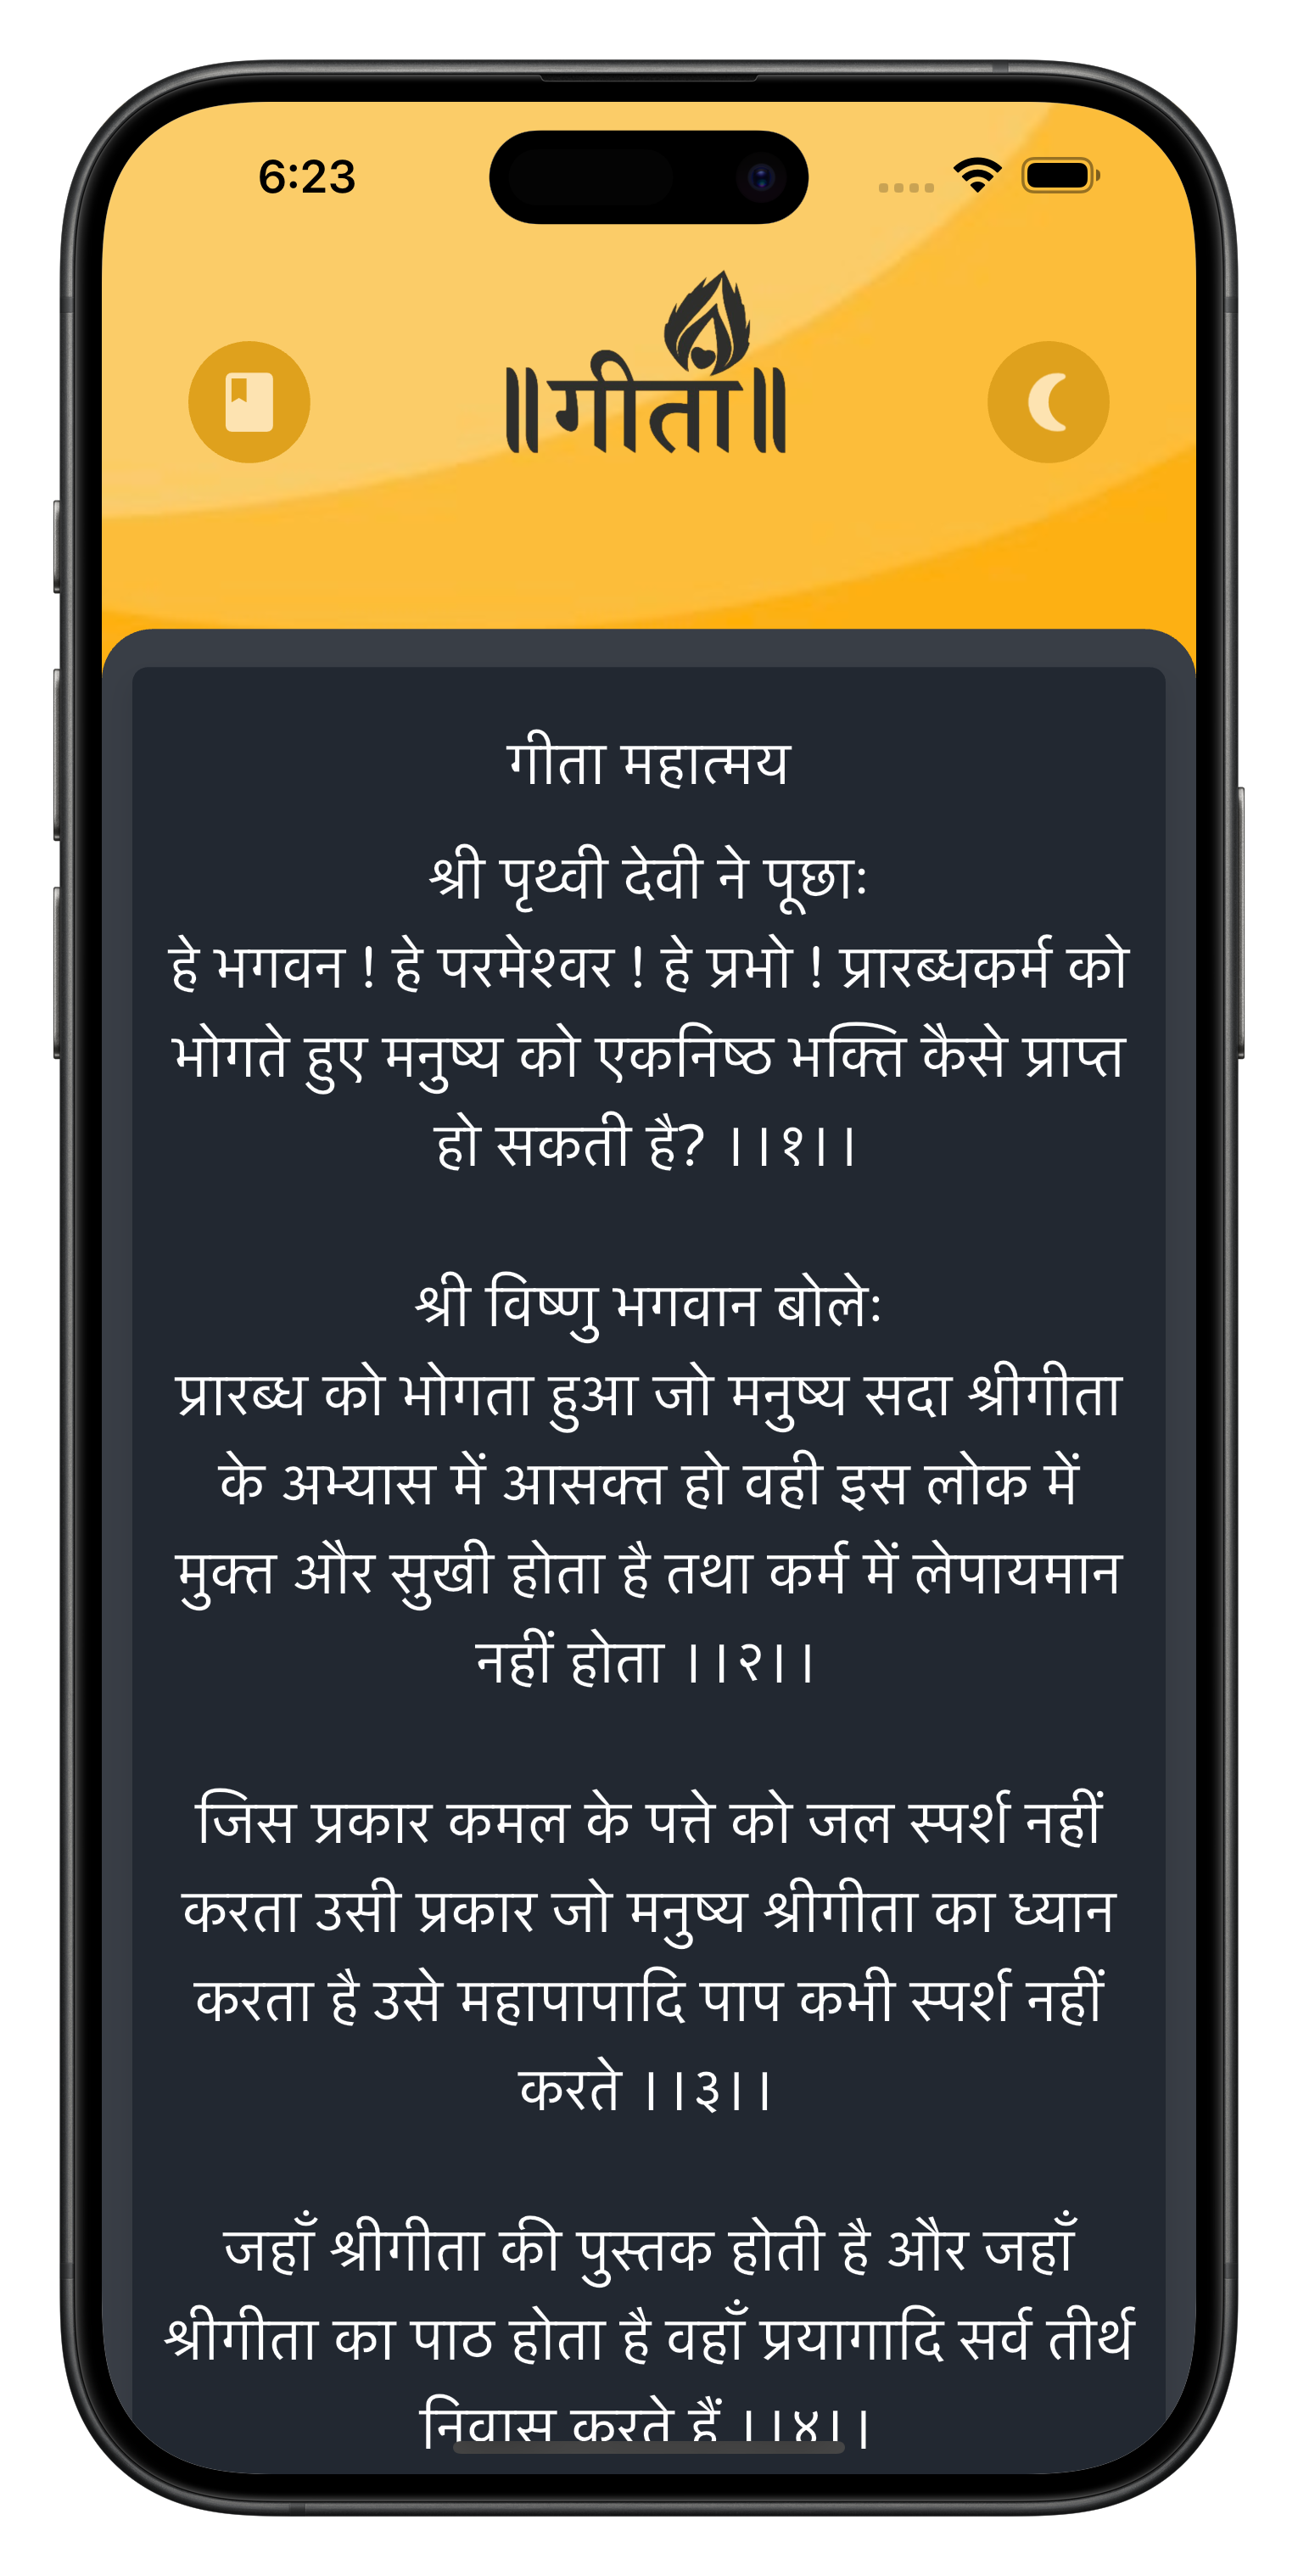 6:23
॥गीता॥
गीता महात्मय
श्री पृथ्वी देवी ने पूछाः
हे भगवन ! हे परमेश्वर ! हे प्रभो ! प्रारब्धकर्म को
भोगते हुए मनुष्य को एकनिष्ठ भक्ति कैसे प्राप्त
हो सकती है? ।।१।।
श्री विष्णु भगवान बोलेः
प्रारब्ध को भोगता हुआ जो मनुष्य सदा श्रीगीता
के अभ्यास में आसक्त हो वही इस लोक में
मुक्त और सुखी होता है तथा कर्म में लेपायमान
नहीं होता ।।२।।
जिस प्रकार कमल के पत्ते को जल स्पर्श नहीं
करता उसी प्रकार जो मनुष्य श्रीगीता का ध्यान
करता है उसे महापापादि पाप कभी स्पर्श नहीं
करते ।।३।।
जहाँ श्रीगीता की पुस्तक होती है और जहाँ
श्रीगीता का पाठ होता है वहाँ प्रयागादि सर्व तीर्थ
निवास करते हैं ।।४।।